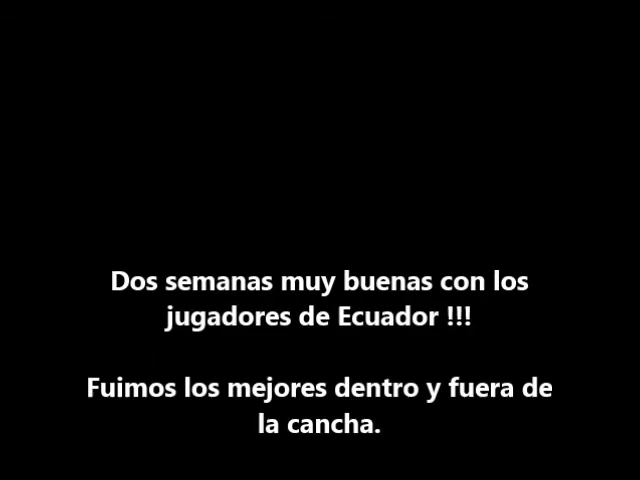 Dos semanas muy buenas con los
jugadores de Ecuador !!!
Fuimos los mejores dentro y fuera de
la cancha.